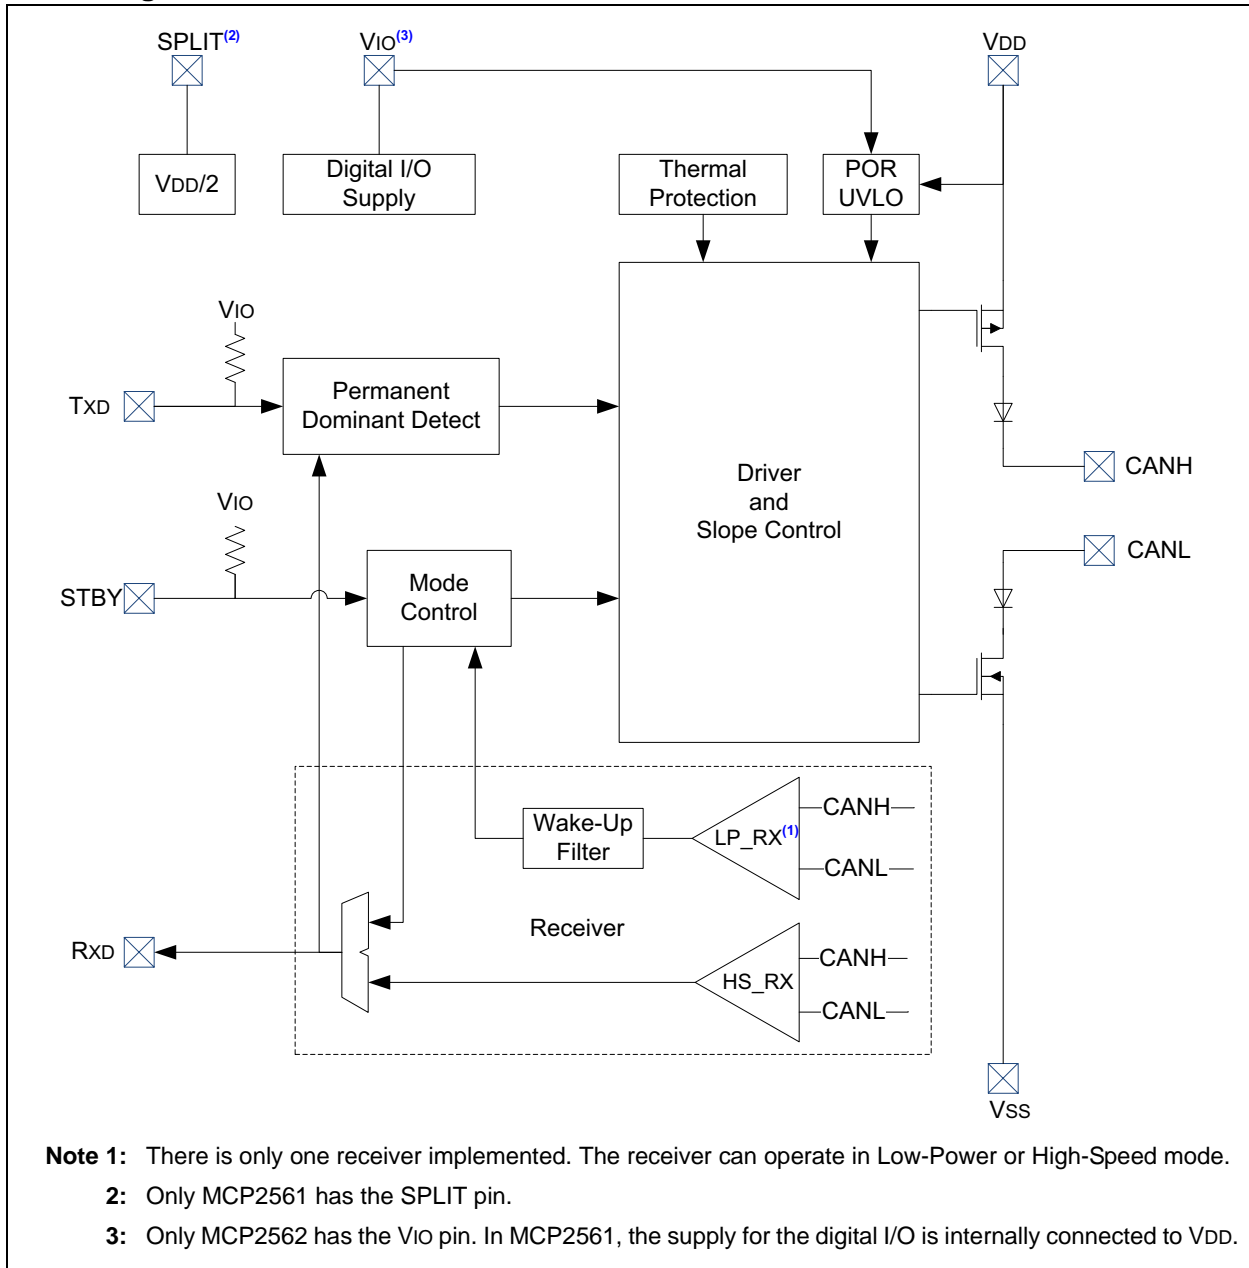 SPLIT(2)
VIO(3)
VDD
VDD/2
Digital I/O
Supply
Thermal
Protection
POR
UVLO
VIO
TXD
Permanent
Dominant Detect
CANH
Driver
and
Slope Control
VIO
CANL
STBY
Mode
Control
Wake-Up
Filter
LP_RX(1)
CANH
CANL
Receiver
RXD
HS_RX
CANH
CANL
VSS
Note 1: There is only one receiver implemented. The receiver can operate in Low-Power or High-Speed mode.
2: Only MCP2561 has the SPLIT pin.
3: Only MCP2562 has the VIO pin. In MCP2561, the supply for the digital I/O is internally connected to VDD.